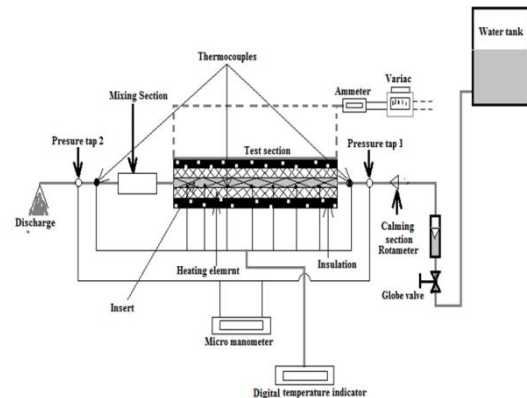 Water tank
Thermocouples
Variac
Mixing Section
Ammeter
Presure tap 2
Test section
Pressure tap 1
Discharge
Calming
section
Rotameter
Insulation
Heating elemrnt
Globe valve
Insert
Micro manometer
Digital temperature indicator